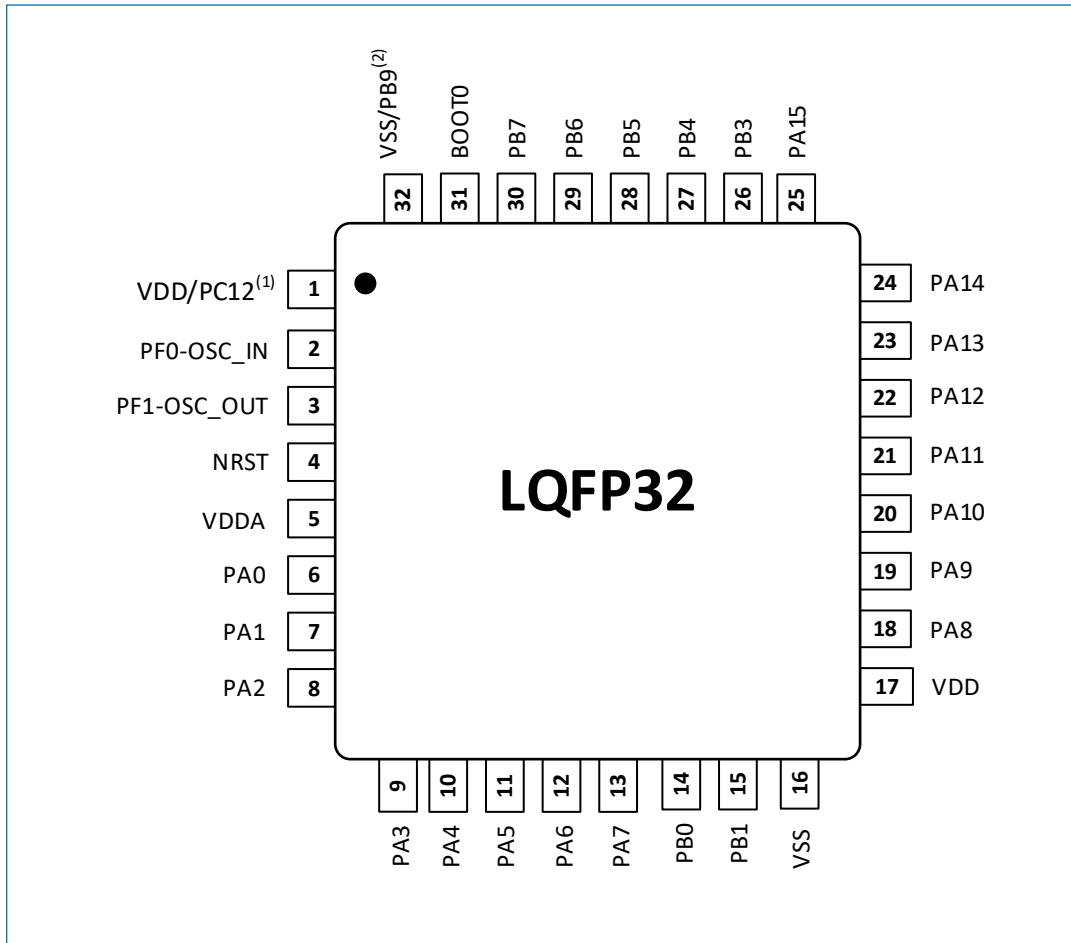 VSS/PB9(2)
BOOT0
PB7
PB6
PB5
PB4
PB3
PA15
32
31
30
29
28
27
26
25
VDD/PC12(1) 1
PF0-OSC_IN 2
PF1-OSC_OUT 3
NRST 4
VDDA 5
PA0 6
PA1 7
PA2 8
LQFP32
24 PA14
23 PA13
22 PA12
21 PA11
20 PA10
19 PA9
18 PA8
17 VDD
9
10
11
12
13
14
15
16
PA3
PA4
PA5
PA6
PA7
PB0
PB1
VSS